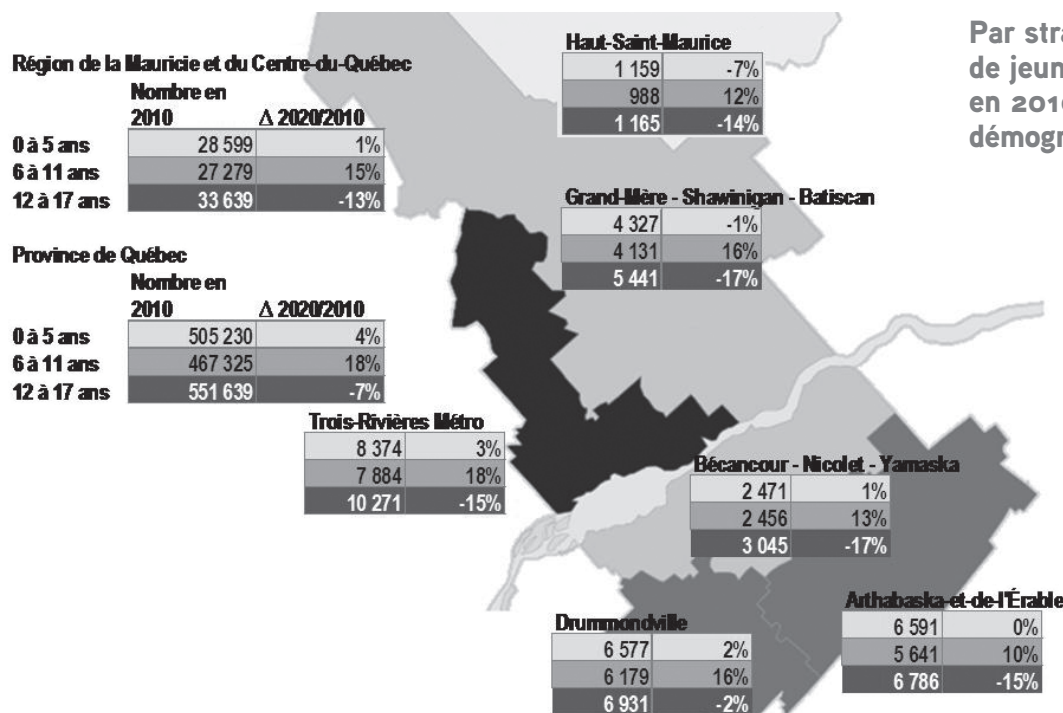 Par stra
de jeun
en 2010
démogr
Région de la Mauricie et du Centre-du-Québec
Nombre en
2010 Δ 2020/2010
0 à 5 ans 28 599 1%
6 à 11 ans 27 279 15%
12 à 17 ans 33 639 -13%
Province de Québec
Nombre en
2010 Δ 2020/2010
0 à 5 ans 505 230 4%
6 à 11 ans 467 325 18%
12 à 17 ans 551 639 -7%
Haut-Saint-Maurice
1 159 -7%
988 12%
1 165 -14%
Grand-Mère - Shawinigan - Batiscan
4 327 -1%
4 131 16%
5 441 -17%
Trois-Rivières Métro
8 374 3%
7 884 18%
10 271 -15%
Bécancour - Nicolet - Yamaska
2 471 1%
2 456 13%
3 045 -17%
Drummondville
6 577 2%
6 179 16%
6 931 -2%
Arthabaska-et-de-l'Érable
6 591 0%
5 641 10%
6 786 -15%